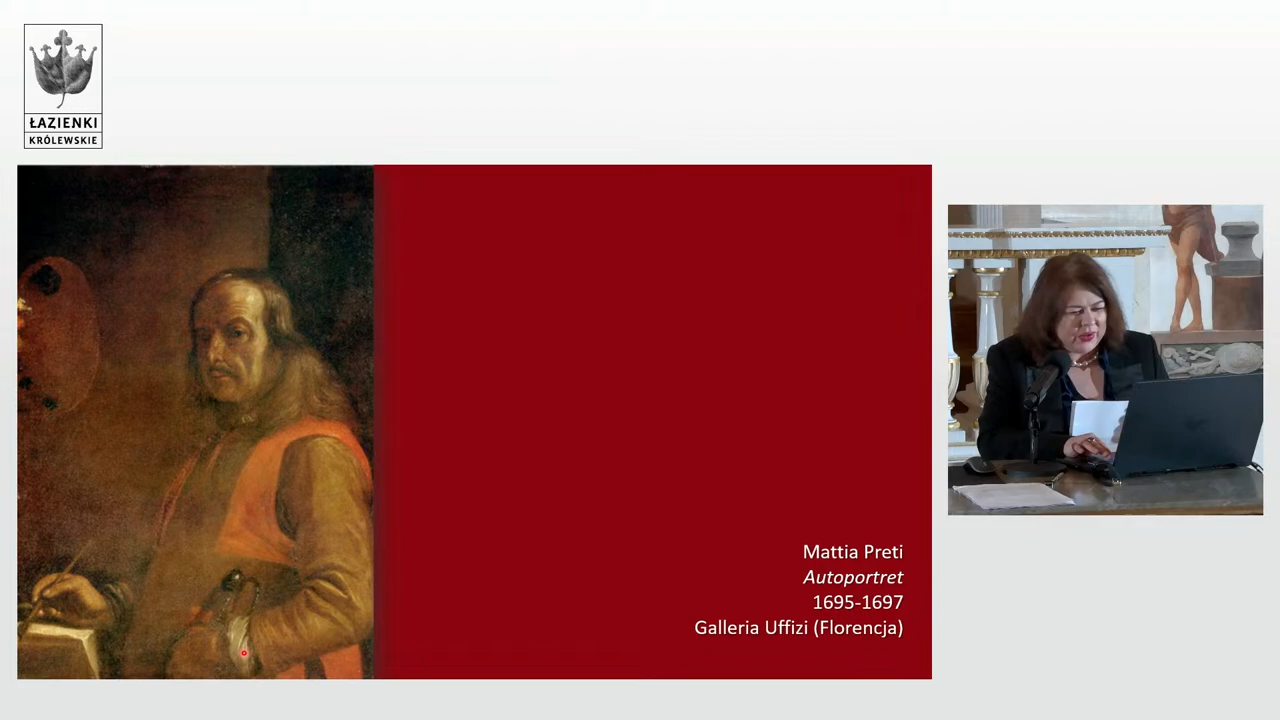 ŁAZIENKI
KRÓLEWSKIE
Mattia Preti
Autoportret
1695-1697
Galleria Uffizi (Florencja)